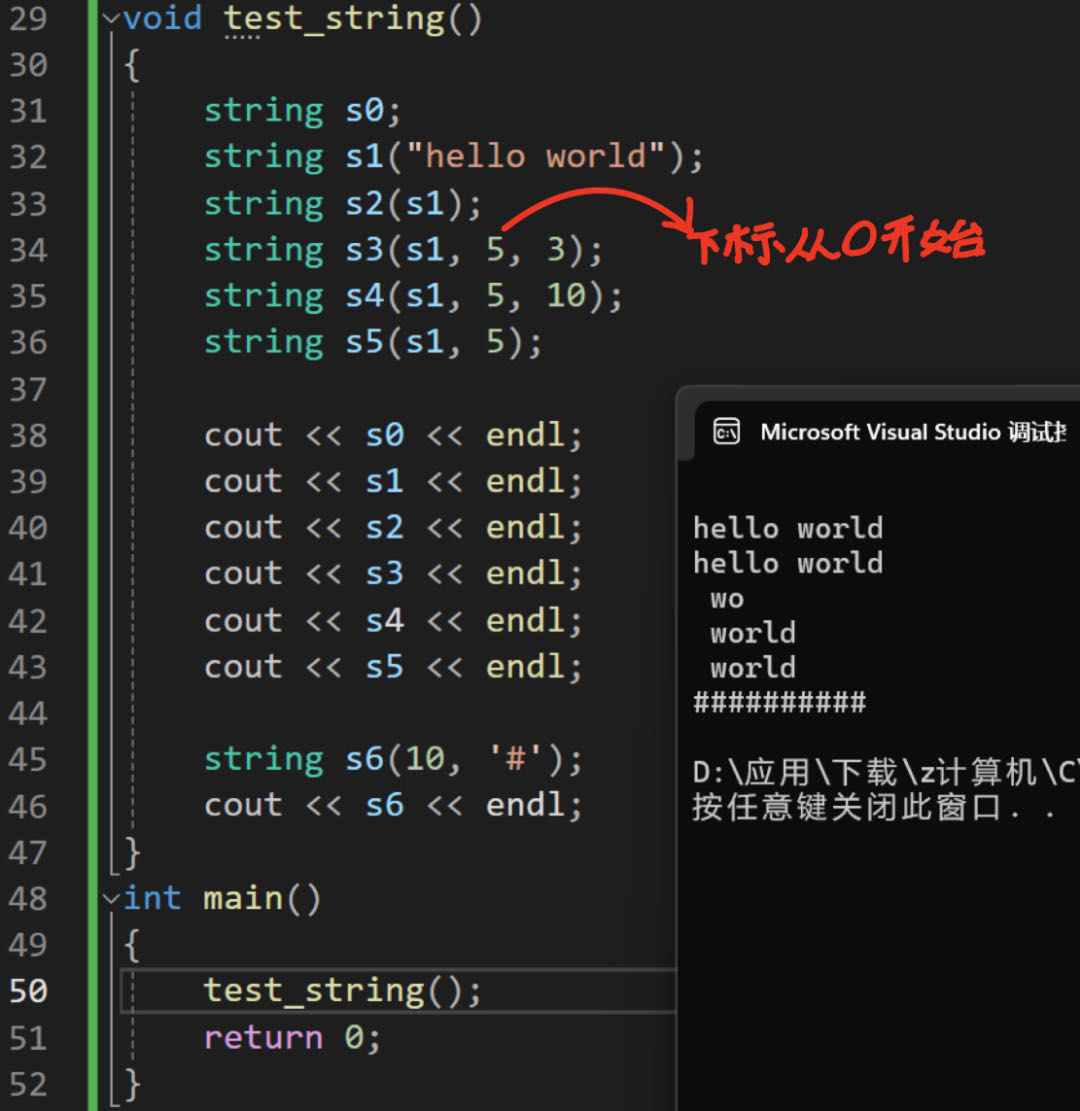 29 void test_string()
30 {
31 string s0;
32 string s1("hello world");
33 string s2(s1);
34 string s3(s1, 5, 3);
下标从0开始
35 string s4(s1, 5, 10);
36 string s5(s1, 5);
37
38 cout << s0 << endl;
39 cout << s1 << endl;
40 cout << s2 << endl;
41 cout << s3 << endl;
42 cout << s4 << endl;
43 cout << s5 << endl;
44
45 string s6(10, '#');
46 cout << s6 << endl;
47 }
48 int main()
49 {
50 test_string();
51 return 0;
52 }
Microsoft Visual Studio 调试
hello world
hello world
wo
world
world
##########
D:\应用\下载\z计算机\C\
按任意键关闭此窗口. .